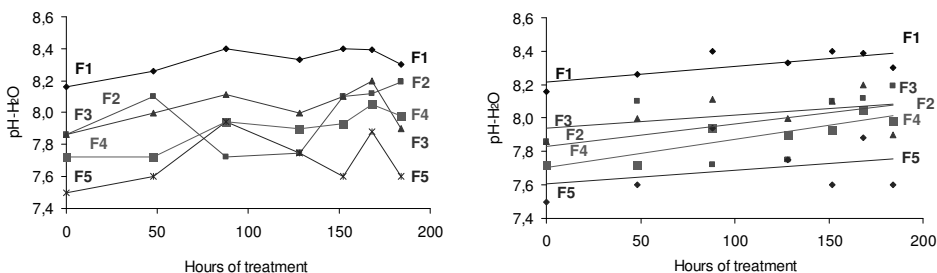 8,6
8,4
8,2
8,0
7,8
7,6
7,4
pH-H2O
F1
F3
F2
F4
F5
F1
F2
F4
F3
F5
0
50
100
150
200
Hours of treatment
8,6
8,4
8,2
8,0
7,8
7,6
7,4
pH-H2O
F1
F3
F2
F4
F5
F1
F3
F2
F4
F5
0
50
100
150
200
Hours of treatment